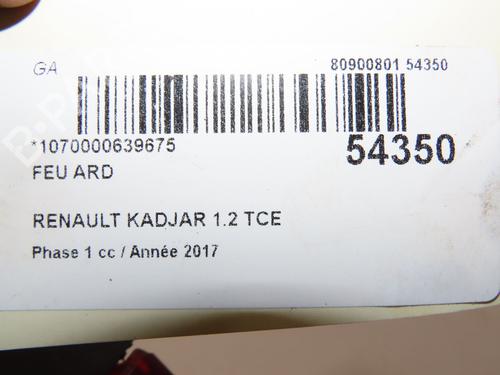 GA
80900801 54350
*1070000639675
54350
FEU ARD
RENAULT KADJAR 1.2 TCE
Phase 1 cc / Année 2017